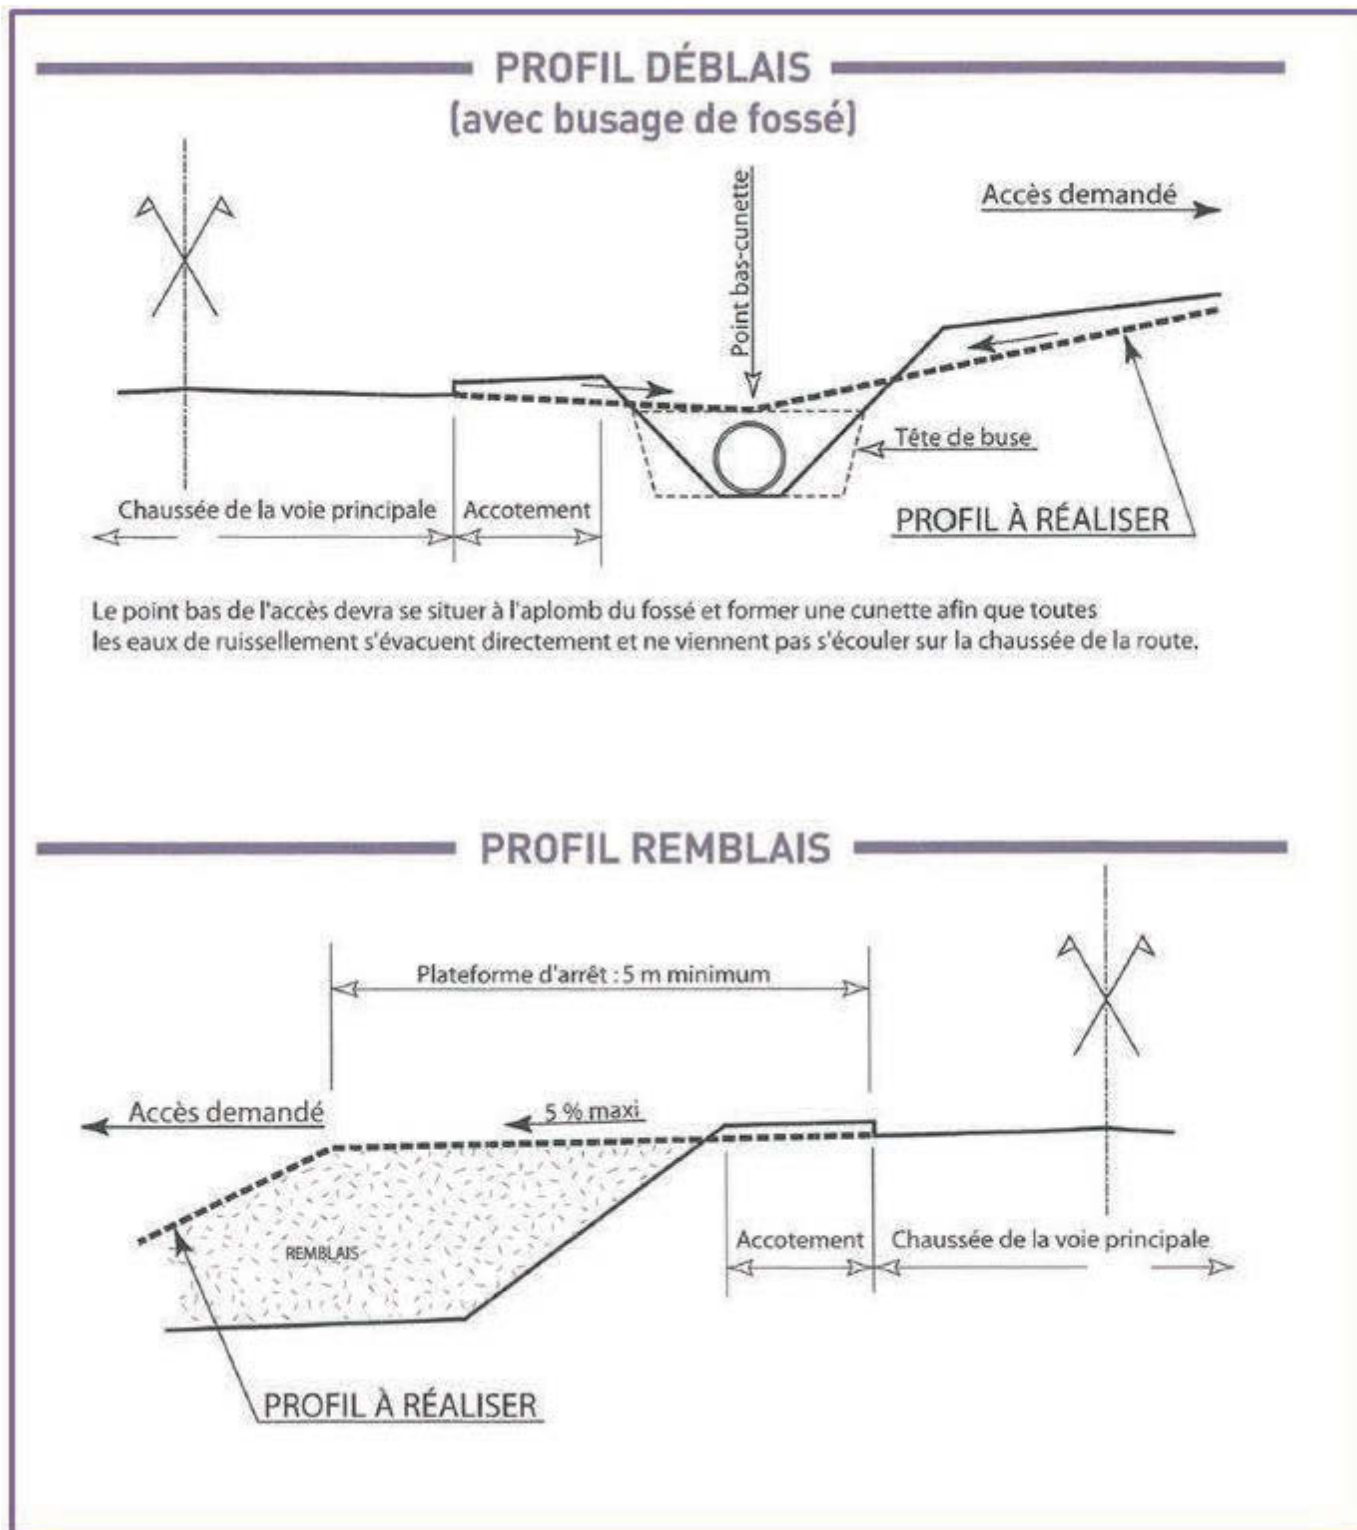 PROFIL DÉBLAIS
(avec busage de fossé)
Point bas-cunette
Accès demandé
Tête de buse
Chaussée de la voie principale
Accotement
PROFIL À RÉALISER
Le point bas de l'accès devra se situer à l'aplomb du fossé et former une cunette afin que toutes
les eaux de ruissellement s'évacuent directement et ne viennent pas s'écouler sur la chaussée de la route.
PROFIL REMBLAIS
Plateforme d'arrêt : 5 m minimum
Accès demandé
5 % maxi
REMBLAIS
Accotement
Chaussée de la voie principale
PROFIL À RÉALISER